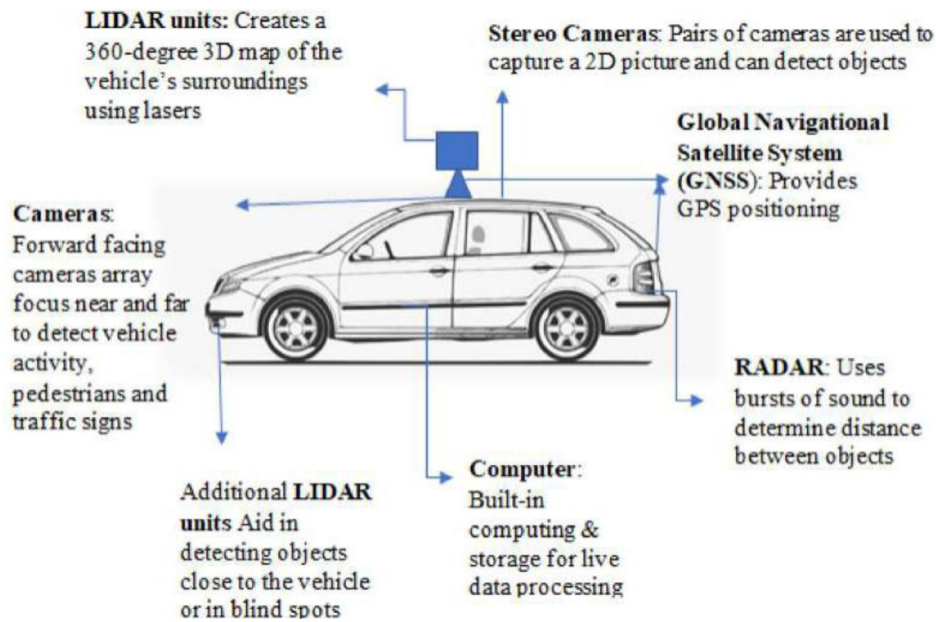 LIDAR units: Creates a
360-degree 3D map of the
vehicle's surroundings
using lasers
Stereo Cameras: Pairs of cameras are used to
capture a 2D picture and can detect objects
Global Navigational
Satellite System
(GNSS): Provides
GPS positioning
Cameras:
Forward facing
cameras array
focus near and far
to detect vehicle
activity,
pedestrians and
traffic signs
RADAR: Uses
bursts of sound to
determine distance
between objects
Additional LIDAR
units Aid in
detecting objects
close to the vehicle
or in blind spots
Computer:
Built-in
computing &
storage for live
data processing